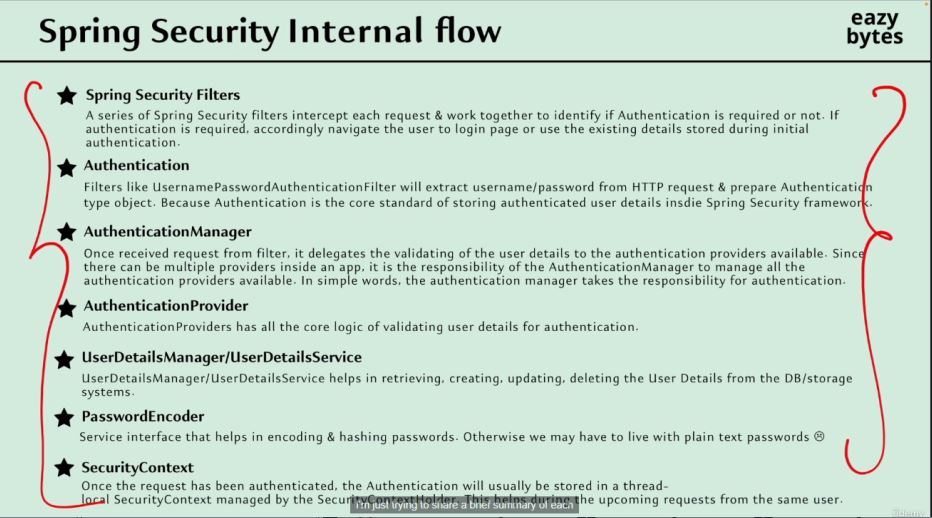 Spring Security Internal flow
eazy
bytes
Spring Security Filters
A series of Spring Security filters intercept each request & work together to identify if Authentication is required or not. If
authentication is required, accordingly navigate the user to login page or use the existing details stored during initial
authentication.
Authentication
Filters like UsernamePasswordAuthenticationFilter will extract username/password from HTTP request & prepare Authentication
type object. Because Authentication is the core standard of storing authenticated user details insdie Spring Security framework.
AuthenticationManager
Once received request from filter, it delegates the validating of the user details to the authentication providers available. Since
there can be multiple providers inside an app, it is the responsibility of the AuthenticationManager to manage all the
authentication providers available. In simple words, the authentication manager takes the responsibility for authentication.
AuthenticationProvider
AuthenticationProviders has all the core logic of validating user details for authentication.
UserDetailsManager/UserDetailsService
UserDetailsManager/UserDetailsService helps in retrieving, creating, updating, deleting the User Details from the DB/storage
systems.
PasswordEncoder
Service interface that helps in encoding & hashing passwords. Otherwise we may have to live with plain text passwords ☹
SecurityContext
Once the request has been authenticated, the Authentication will usually be stored in a thread-
local SecurityContext managed by the SecurityContextHolder. This helps during the upcoming requests from the same user.
I'm just trying to share a brief summary of each
Udemy